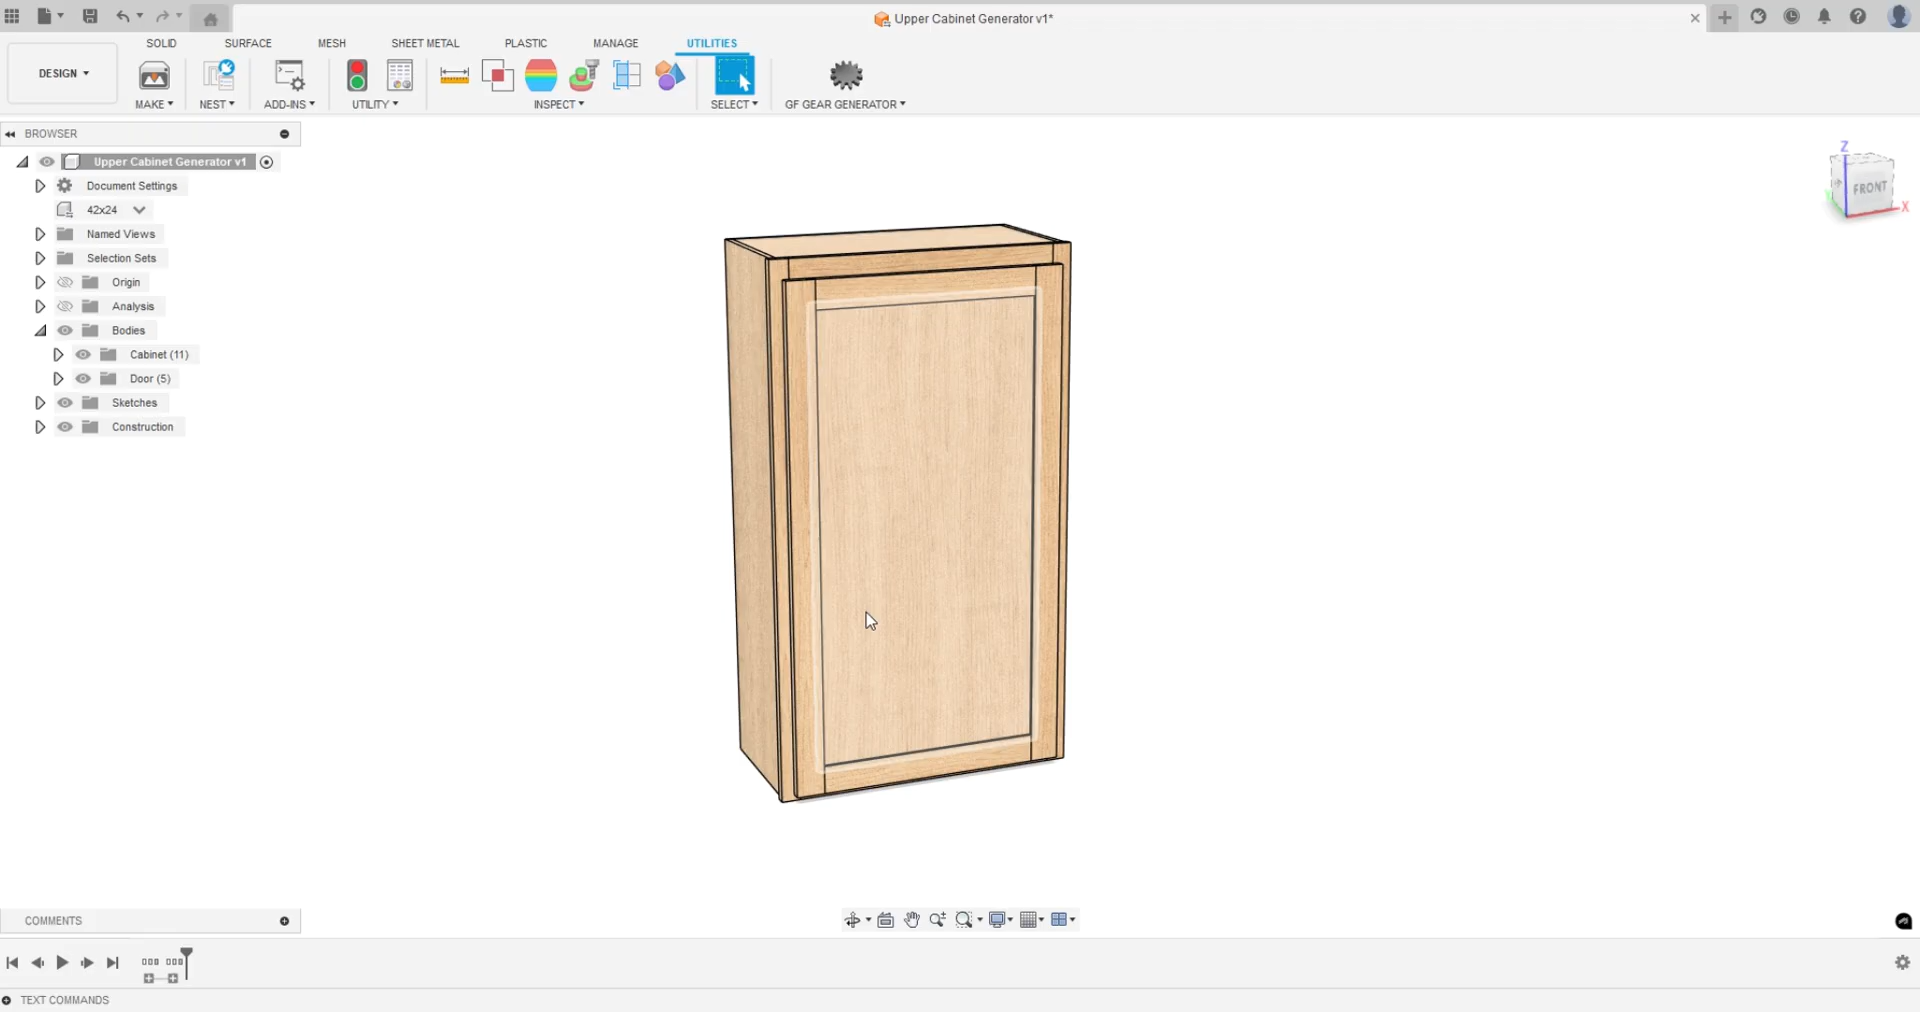 Upper Cabinet Generator v1*
SOLID
SURFACE
MESH
SHEET METAL
PLASTIC
MANAGE
UTILITIES
DESIGN
MAKE
NEST
ADD-INS
UTILITY
INSPECT
SELECT
GF GEAR GENERATOR
BROWSER
Upper Cabinet Generator v1
Document Settings
42x24
Named Views
Selection Sets
Origin
Analysis
Bodies
Cabinet (11)
Door (5)
Sketches
Construction
Z
FRONT
X
COMMENTS
TEXT COMMANDS